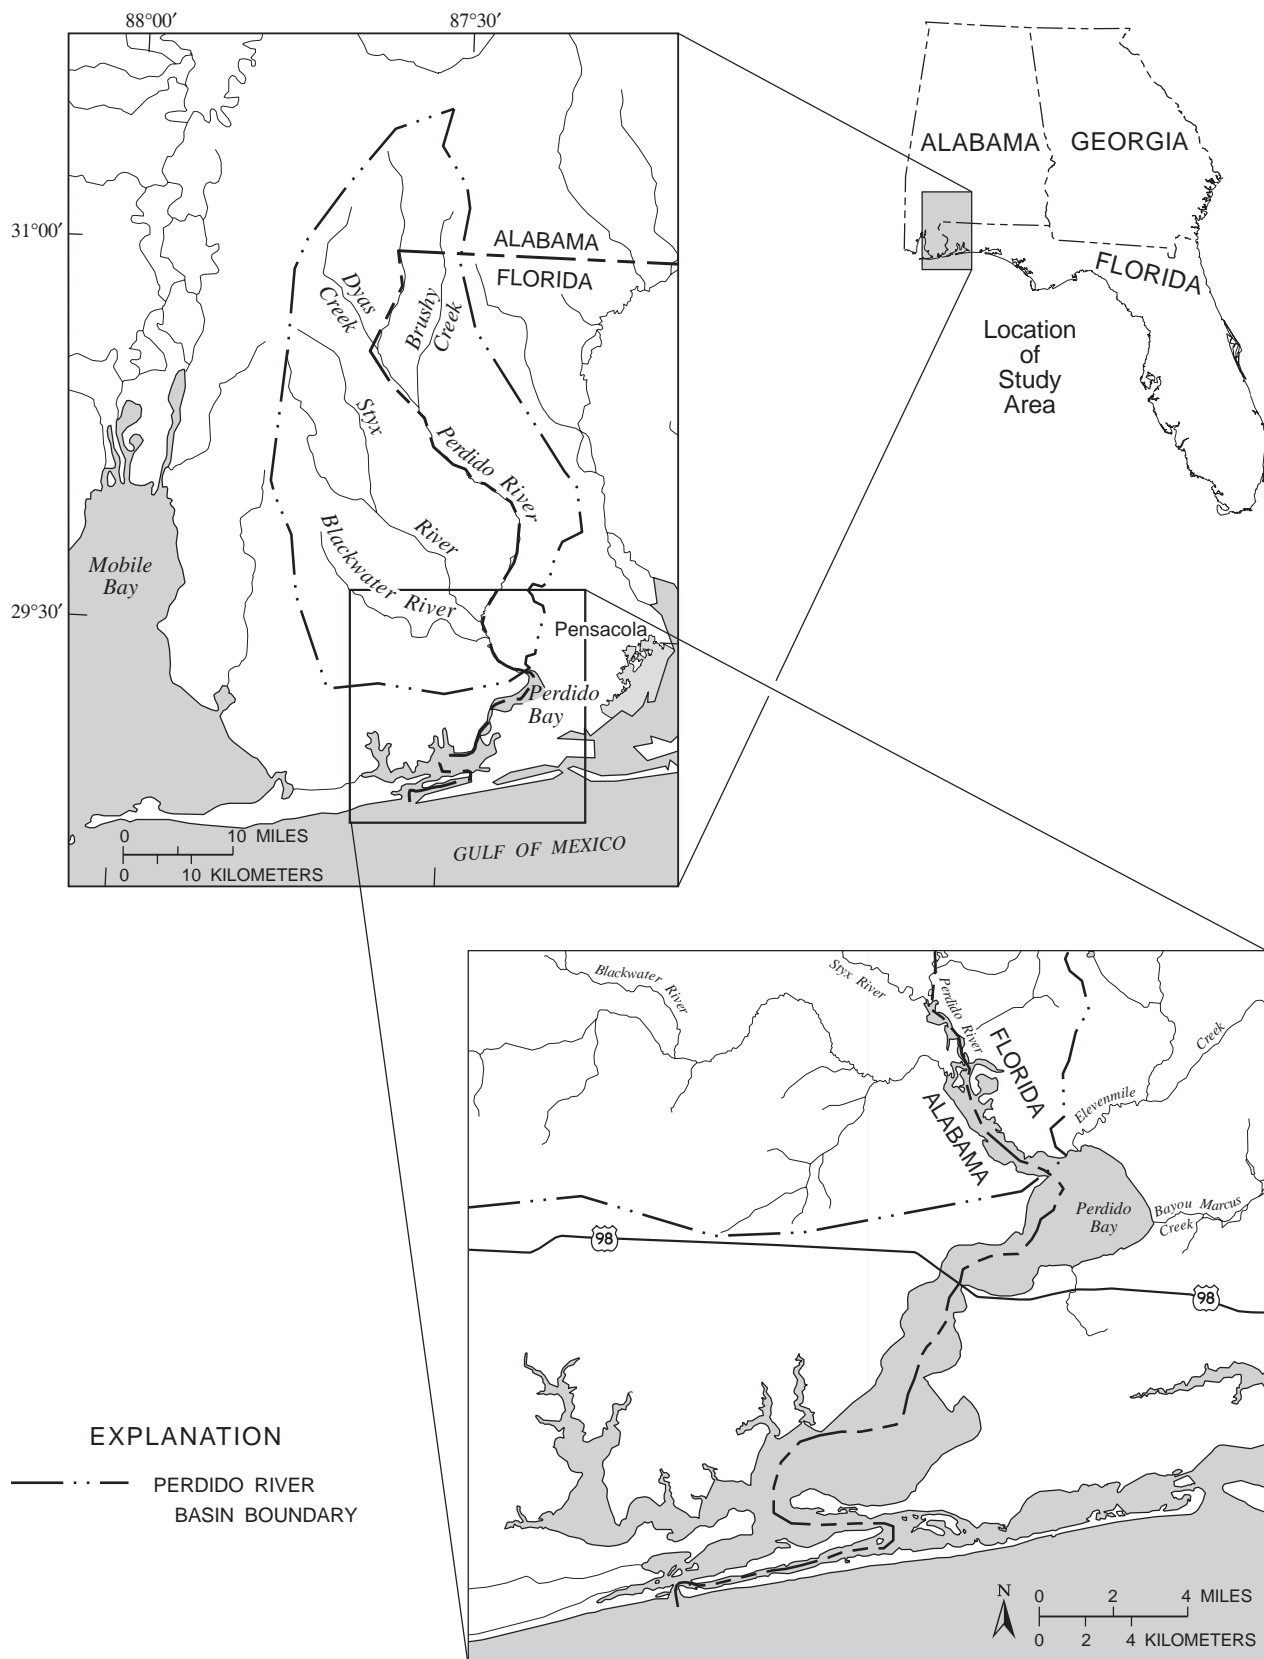 88°00′
87°30′
31°00′
29°30′
ALABAMA
FLORIDA
Dyas
Creek
Brushy
Creek
Styx
River
Perdido River
Blackwater River
Mobile
Bay
Pensacola
Perdido
Bay
0 10 MILES
0 10 KILOMETERS
GULF OF MEXICO
ALABAMA
GEORGIA
FLORIDA
Location
of
Study
Area
Blackwater
River
Styx River
Perdido River
FLORIDA
ALABAMA
Creek
Elevenmile
Perdido
Bay
Bayou Marcus
Creek
98
98
N
0 2 4 MILES
0 2 4 KILOMETERS
EXPLANATION
PERDIDO RIVER
BASIN BOUNDARY